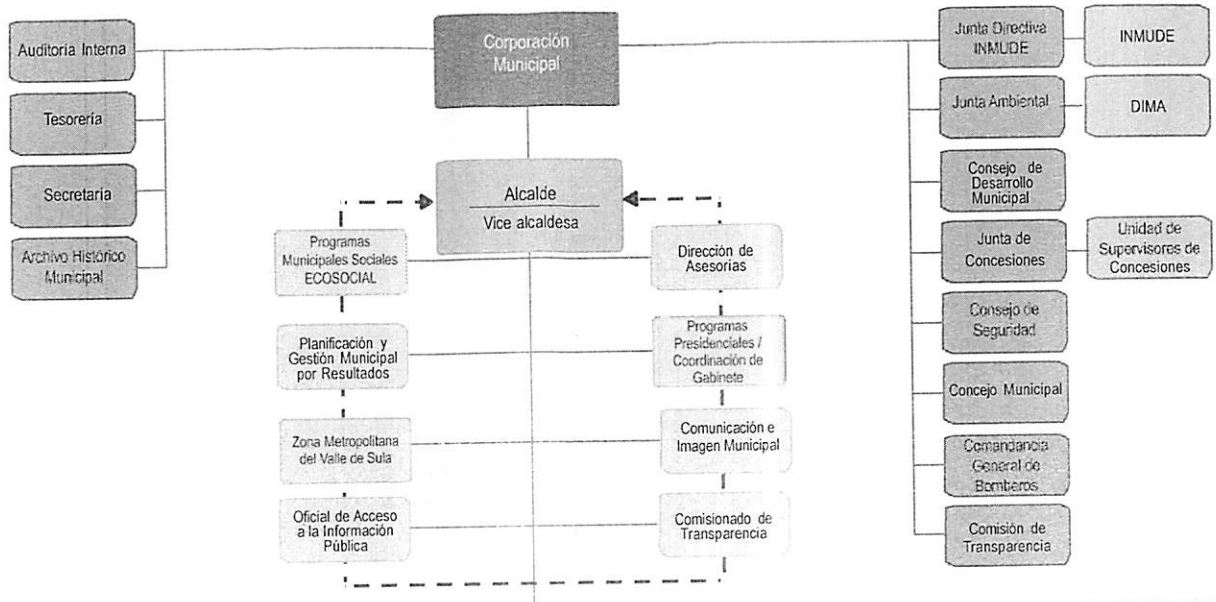 Auditoria Interna
Tesorería
Secretaría
Archivo Histórico
Municipal
Corporación
Municipal
Alcalde
Vice alcaldesa
Programas
Municipales Sociales
ECOSOCIAL
Dirección de
Asesorías
Planificación y
Gestión Municipal
por Resultados
Programas
Presidenciales /
Coordinación de
Gabinete
Zona Metropolitana
del Valle de Sula
Comunicación e
Imagen Municipal
Oficial de Acceso
a la Información
Pública
Comisionado de
Transparencia
Junta Directiva
INMUDE
INMUDE
Junta Ambiental
DIMA
Consejo de
Desarrollo
Municipal
Junta de
Concesiones
Unidad de
Supervisores de
Concesiones
Consejo de
Seguridad
Concejo Municipal
Comandancia
General de
Bomberos
Comisión de
Transparencia